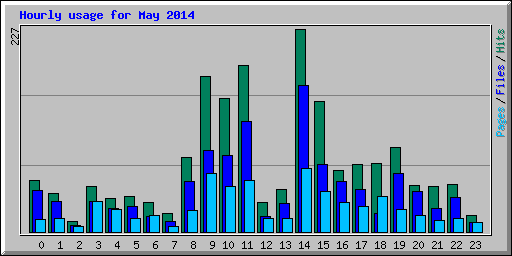 Hourly usage for May 2014
227
Pages / Files / Hits
0 1 2 3 4 5 6 7 8 9 10 11 12 13 14 15 16 17 18 19 20 21 22 23